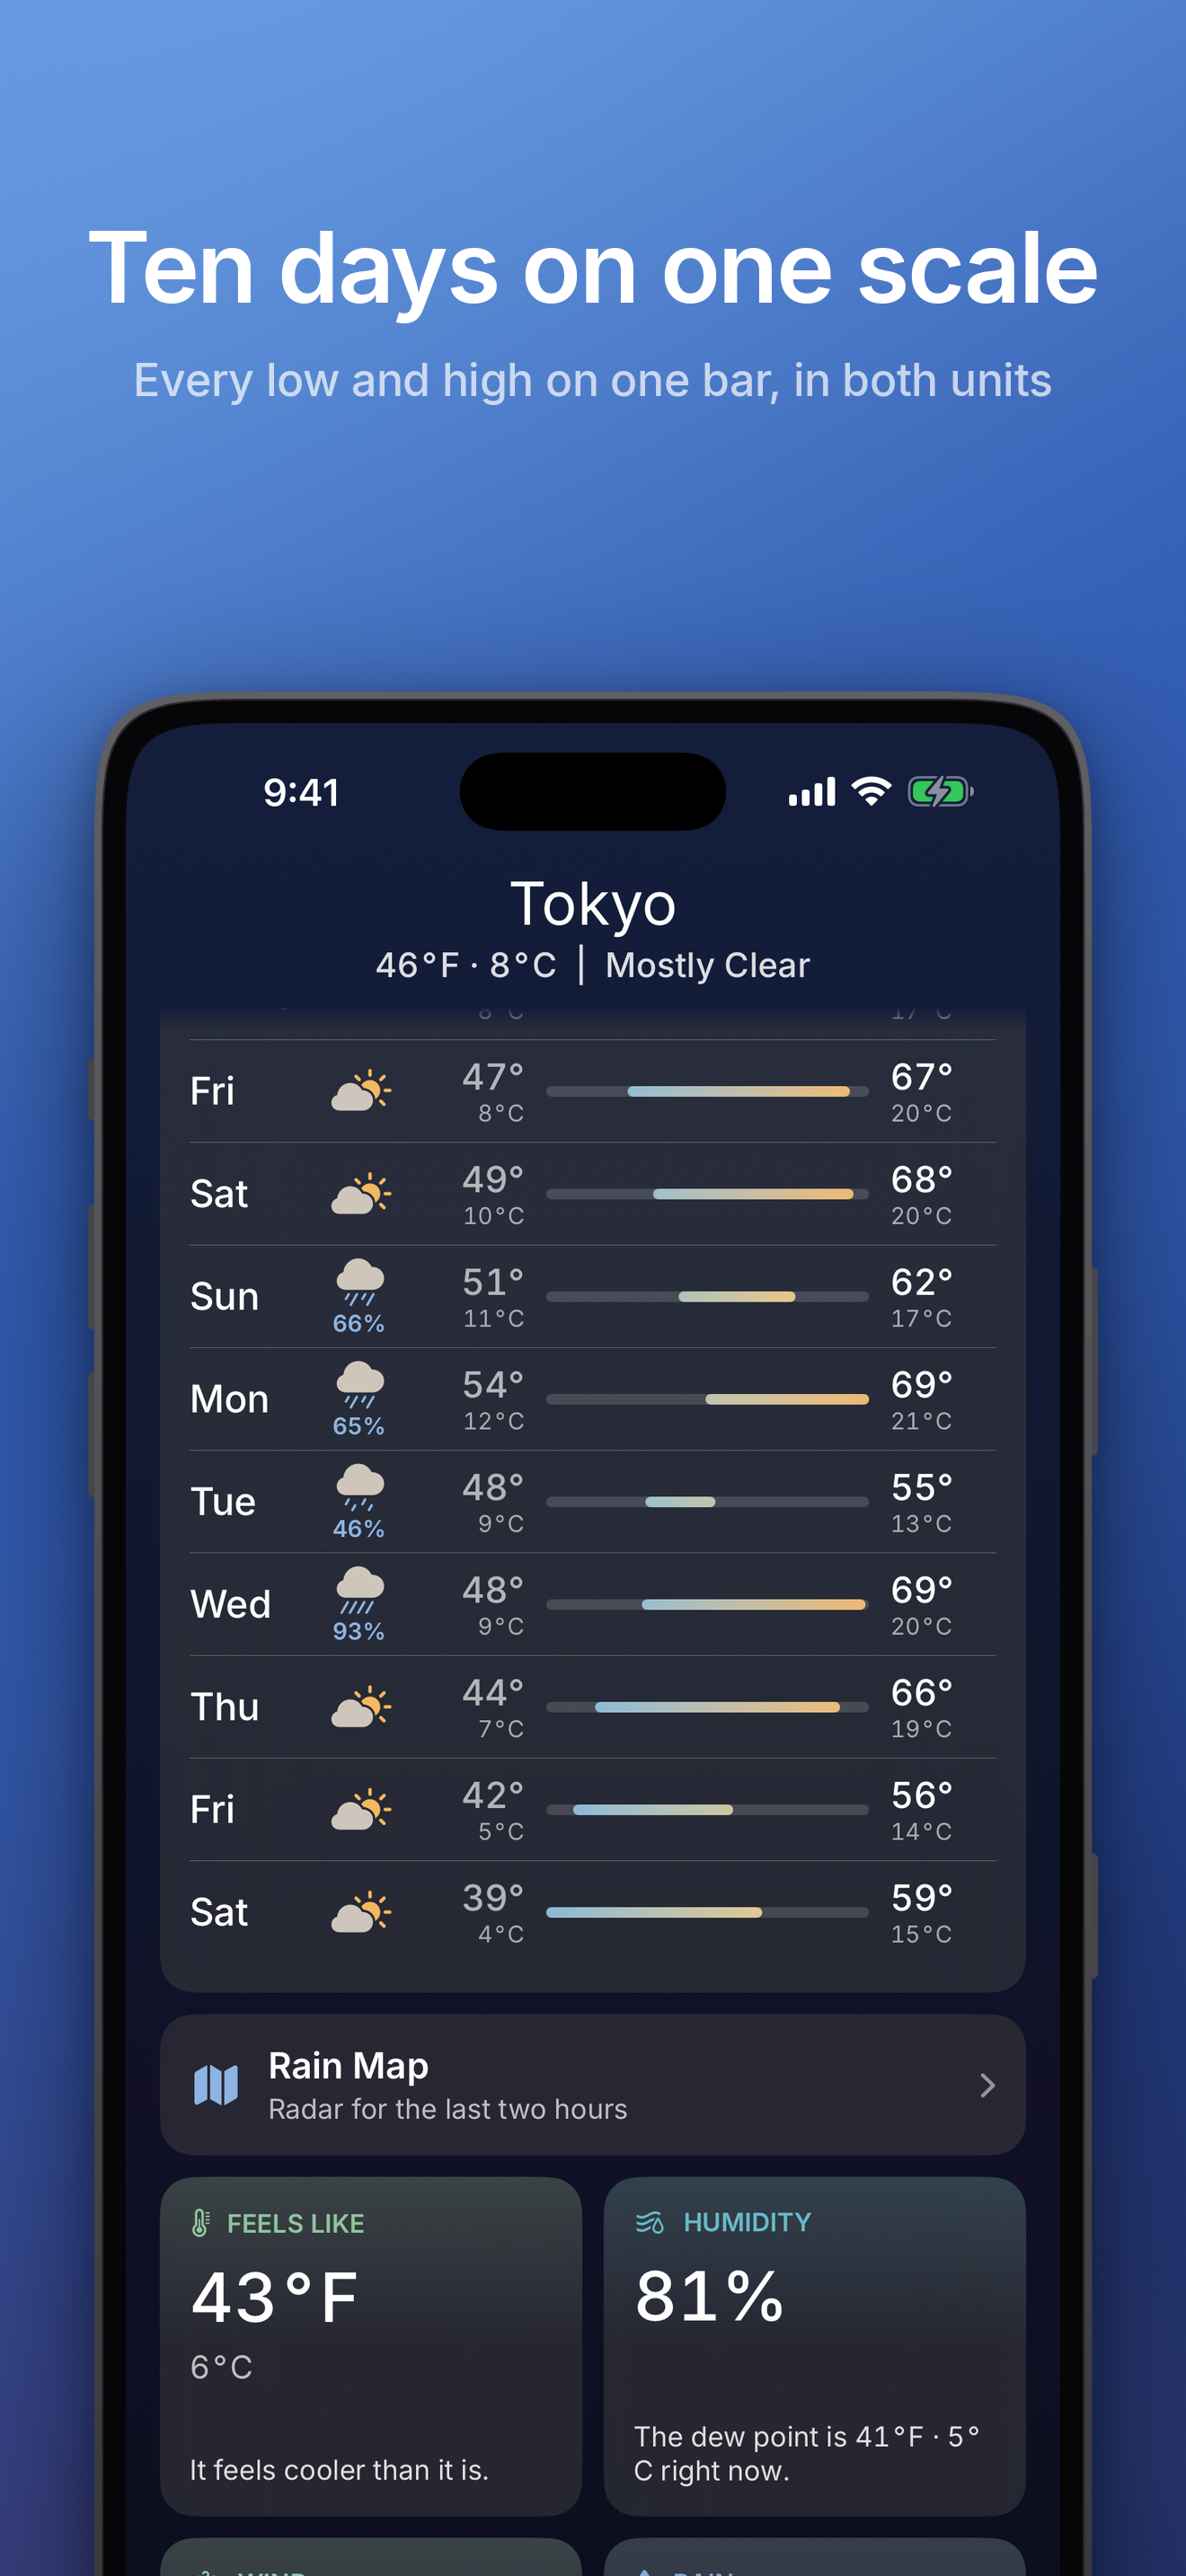 Ten days on one scale
Every low and high on one bar, in both units
9:41
Tokyo
46°F · 8°C | Mostly Clear
8°C 17°C
Fri 47° 67°
8°C 20°C
Sat 49° 68°
10°C 20°C
Sun 51° 62°
66% 11°C 17°C
Mon 54° 69°
65% 12°C 21°C
Tue 48° 55°
46% 9°C 13°C
Wed 48° 69°
93% 9°C 20°C
Thu 44° 66°
7°C 19°C
Fri 42° 56°
5°C 14°C
Sat 39° 59°
4°C 15°C
Rain Map
Radar for the last two hours
FEELS LIKE
43°F
6°C
It feels cooler than it is.
HUMIDITY
81%
The dew point is 41°F · 5°
C right now.
WIND
RAIN